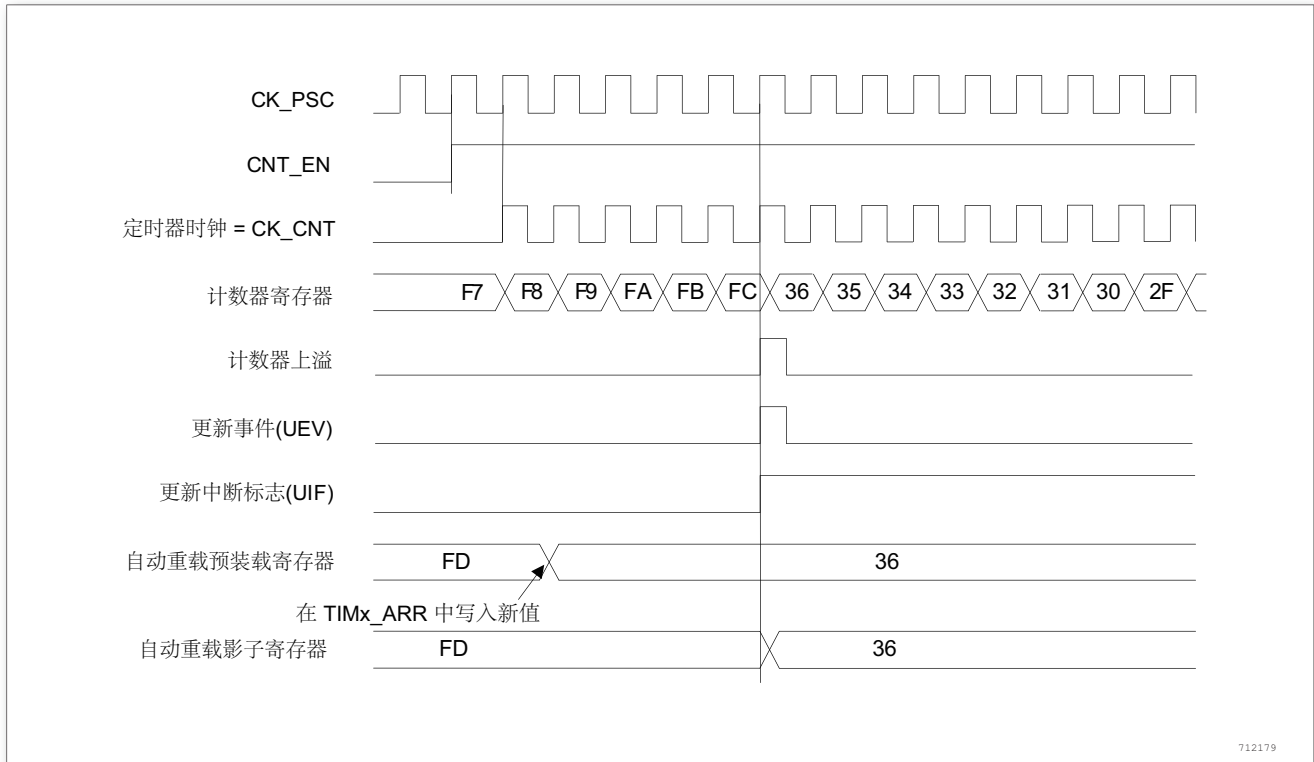 CK_PSC
CNT_EN
定时器时钟 = CK_CNT
计数器寄存器 F7 F8 F9 FA FB FC 36 35 34 33 32 31 30 2F
计数器上溢
更新事件(UEV)
更新中断标志(UIF)
自动重载预装载寄存器 FD 36
在 TIMx_ARR 中写入新值
自动重载影子寄存器 FD 36
712179